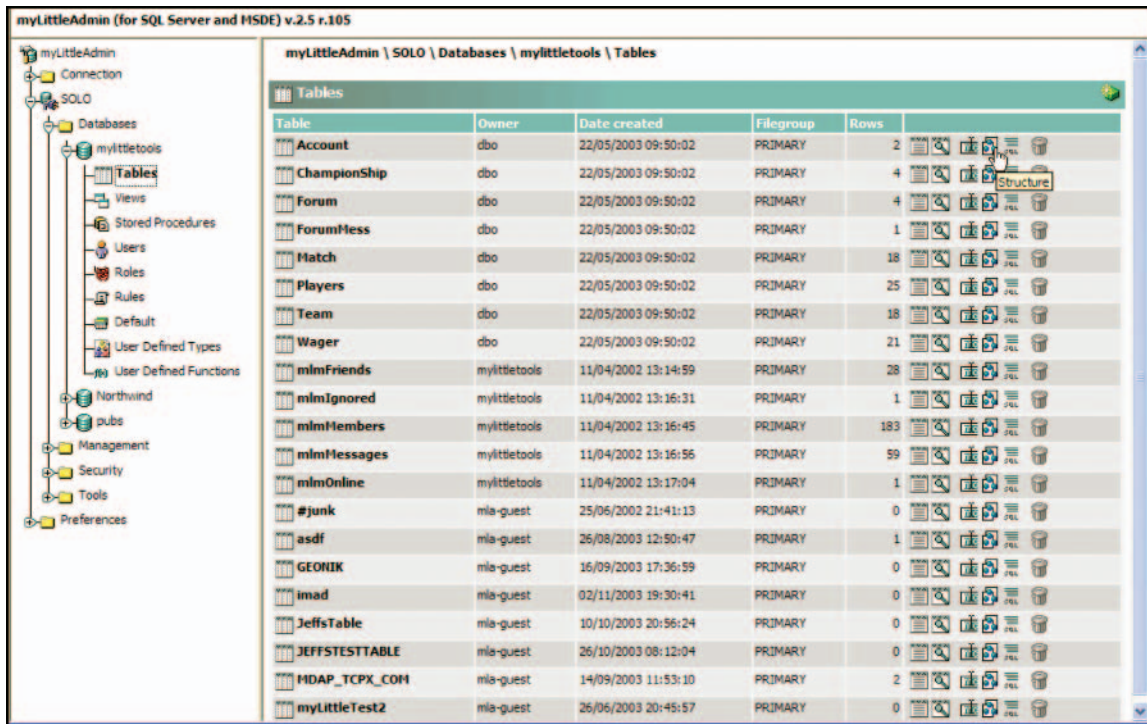 myLittleAdmin (for SQL Server and MSDE) v.2.5 r.105
myLittleAdmin
Connection
SOLO
Databases
mylittletools
Tables
Views
Stored Procedures
Users
Roles
Rules
Default
User Defined Types
User Defined Functions
Northwind
pubs
Management
Security
Tools
Preferences
myLittleAdmin \ SOLO \ Databases \ mylittletools \ Tables
Tables
Table Owner Date created Filegroup Rows
Account dbo 22/05/2003 09:50:02 PRIMARY 2
ChampionShip dbo 22/05/2003 09:50:02 PRIMARY 4
Structure
Forum dbo 22/05/2003 09:50:02 PRIMARY 4
ForumMess dbo 22/05/2003 09:50:02 PRIMARY 1
Match dbo 22/05/2003 09:50:02 PRIMARY 18
Players dbo 22/05/2003 09:50:02 PRIMARY 25
Team dbo 22/05/2003 09:50:02 PRIMARY 18
Wager dbo 22/05/2003 09:50:02 PRIMARY 21
mlmFriends mylittletools 11/04/2002 13:14:59 PRIMARY 28
mlmIgnored mylittletools 11/04/2002 13:16:31 PRIMARY 1
mlmMembers mylittletools 11/04/2002 13:16:45 PRIMARY 183
mlmMessages mylittletools 11/04/2002 13:16:56 PRIMARY 59
mlmOnline mylittletools 11/04/2002 13:17:04 PRIMARY 1
#junk mla-guest 25/06/2002 21:41:13 PRIMARY 0
asdf mla-guest 26/08/2003 12:50:47 PRIMARY 1
GEONIK mla-guest 16/09/2003 17:36:59 PRIMARY 0
imad mla-guest 02/11/2003 19:30:41 PRIMARY 0
JeffsTable mla-guest 10/10/2003 20:56:24 PRIMARY 0
JEFFSTESTTABLE mla-guest 26/10/2003 08:12:04 PRIMARY 0
MDAP_TCPX_COM mla-guest 14/09/2003 11:53:10 PRIMARY 2
myLittleTest2 mla-guest 26/06/2003 20:45:57 PRIMARY 0